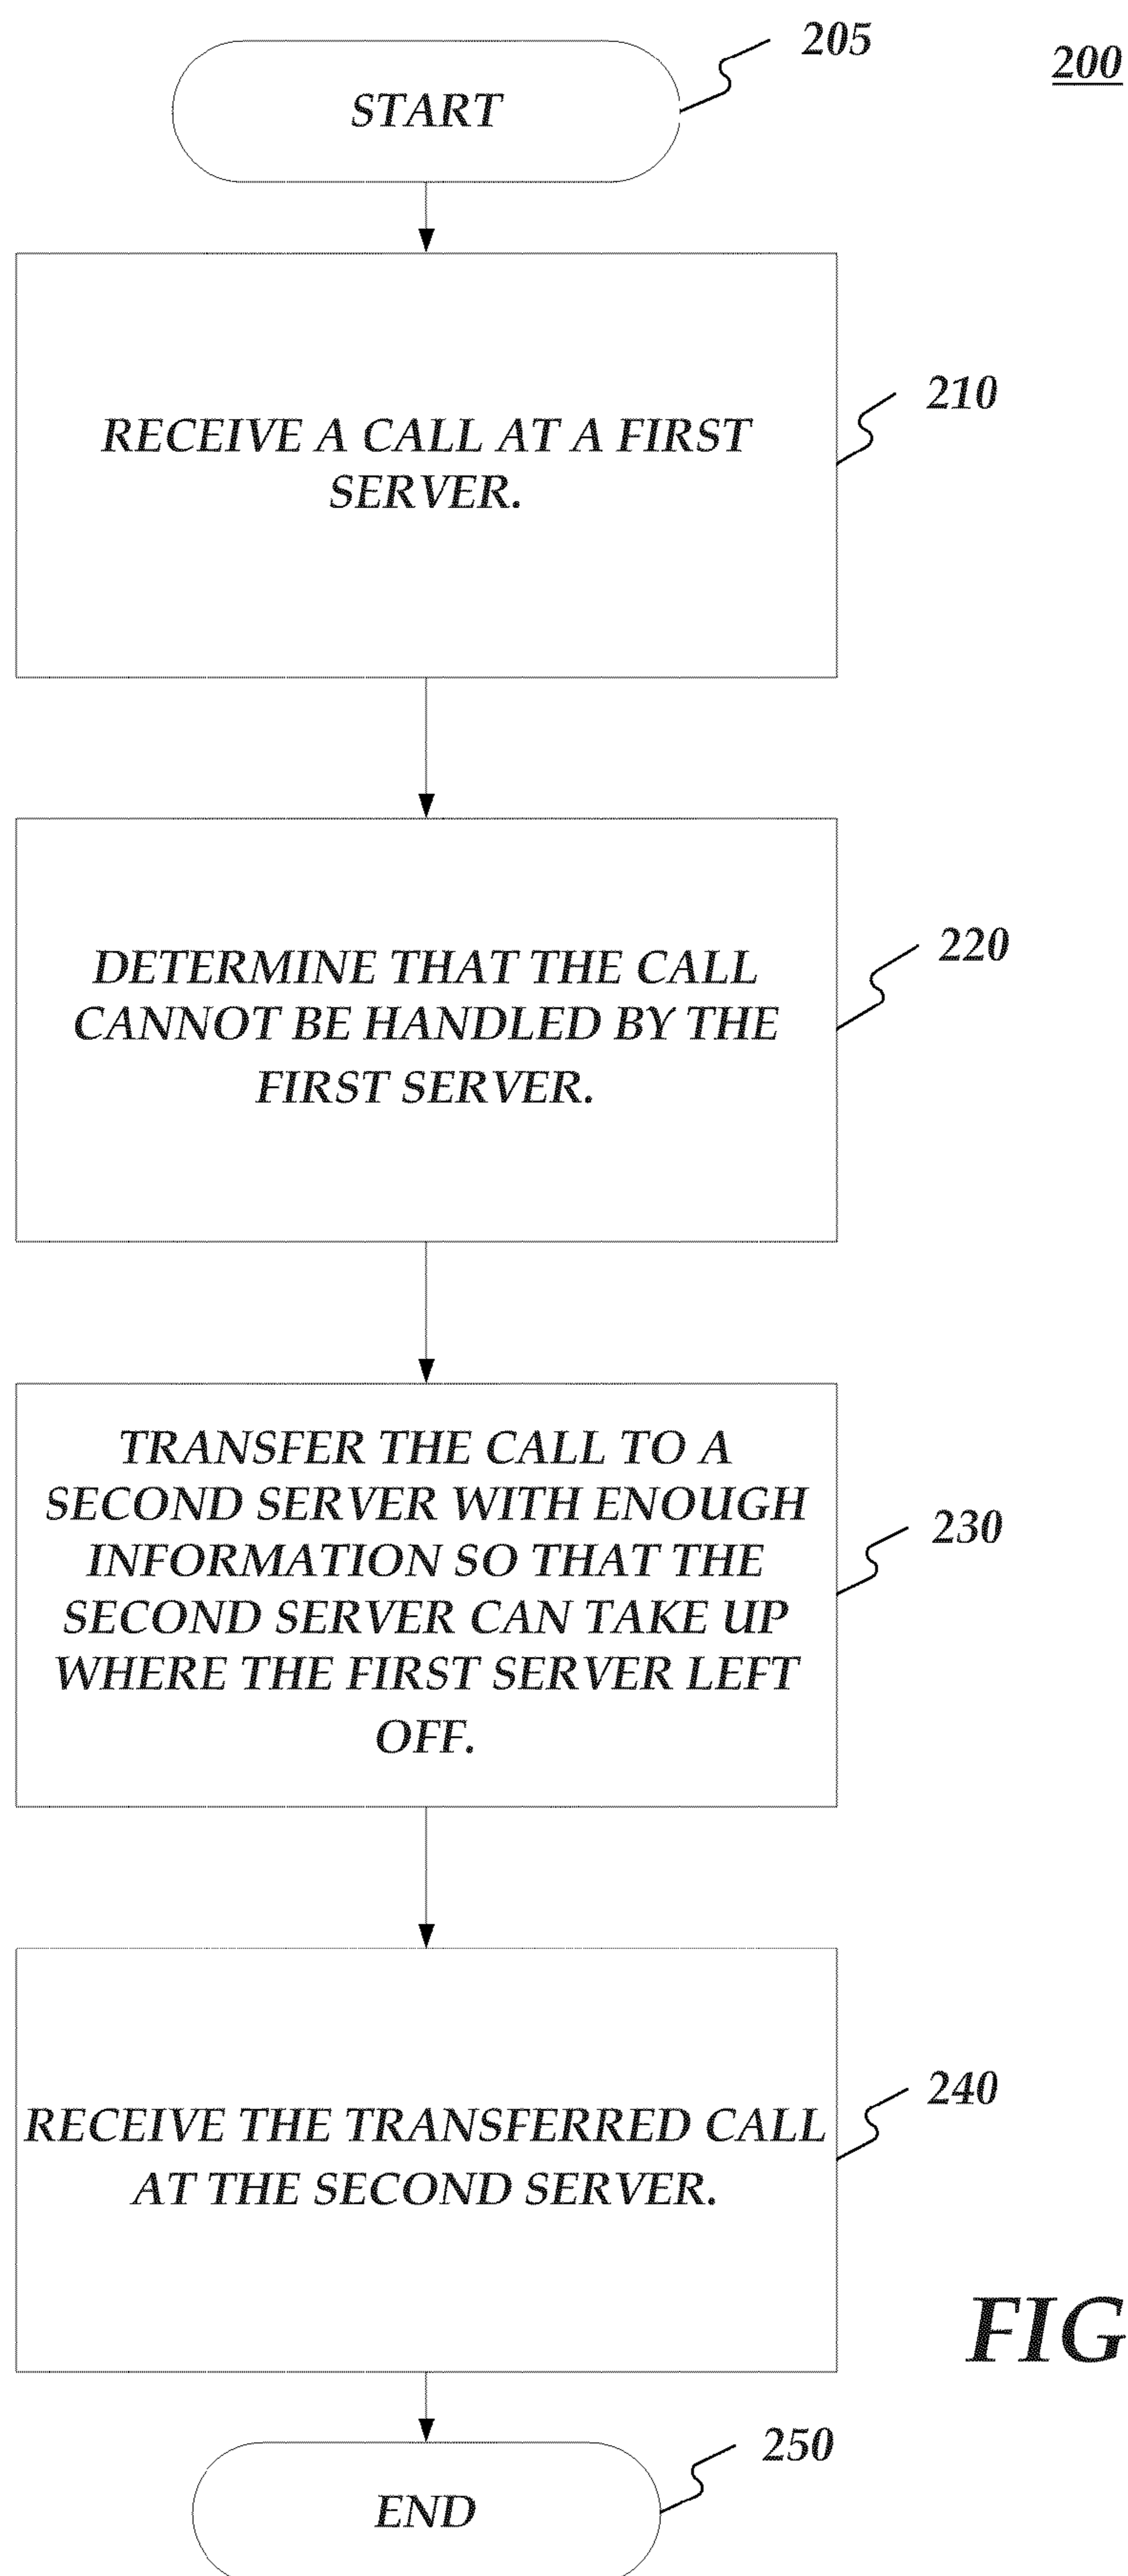 205
200
START
210
RECEIVE A CALL AT A FIRST
SERVER.
220
DETERMINE THAT THE CALL
CANNOT BE HANDLED BY THE
FIRST SERVER.
230
TRANSFER THE CALL TO A
SECOND SERVER WITH ENOUGH
INFORMATION SO THAT THE
SECOND SERVER CAN TAKE UP
WHERE THE FIRST SERVER LEFT
OFF.
240
RECEIVE THE TRANSFERRED CALL
AT THE SECOND SERVER.
FIG
250
END